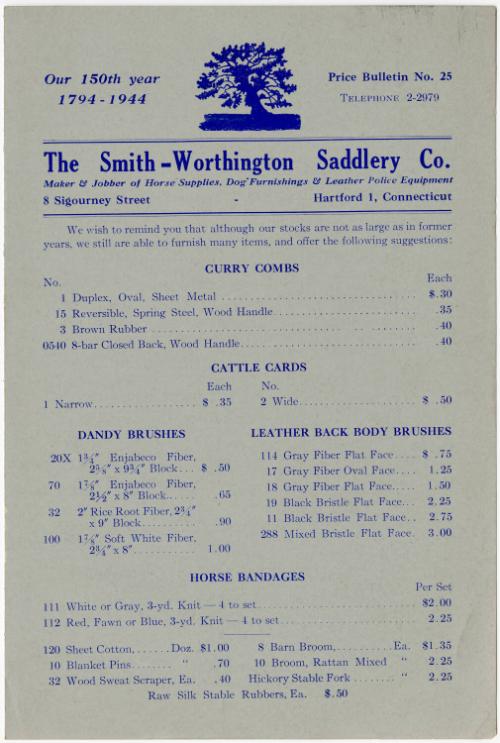 Our 150th year
1794-1944
Price Bulletin No. 25
Telephone 2-2979
The Smith-Worthington Saddlery Co.
Maker & Jobber of Horse Supplies, Dog Furnishings & Leather Police Equipment
8 Sigourney Street - Hartford 1, Connecticut
We wish to remind you that although our stocks are not as large as in former
years, we still are able to furnish many items, and offer the following suggestions:
CURRY COMBS
No. Each
1 Duplex, Oval, Sheet Metal $.30
15 Reversible, Spring Steel, Wood Handle .35
3 Brown Rubber .40
0540 8-bar Closed Back, Wood Handle .40
CATTLE CARDS
Each No.
1 Narrow $ .35 2 Wide $ .50
DANDY BRUSHES
20X 1¾" Enjabeco Fiber,
2⅜" x 9¾" Block $ .50
70 1⅞" Enjabeco Fiber,
2½" x 8" Block .65
32 2" Rice Root Fiber, 2¾"
x 9" Block .90
100 1⅞" Soft White Fiber,
2¾" x 8" 1.00
LEATHER BACK BODY BRUSHES
114 Gray Fiber Flat Face $ .75
17 Gray Fiber Oval Face 1.25
18 Gray Fiber Flat Face 1.50
19 Black Bristle Flat Face 2.25
11 Black Bristle Flat Face 2.75
288 Mixed Bristle Flat Face. 3.00
HORSE BANDAGES
Per Set
111 White or Gray, 3-yd. Knit — 4 to set $2.00
112 Red, Fawn or Blue, 3-yd. Knit — 4 to set 2.25
120 Sheet Cotton, Doz. $1.00 8 Barn Broom, Ea. $1.35
10 Blanket Pins " .70 10 Broom, Rattan Mixed " 2.25
32 Wood Sweat Scraper, Ea. .40 Hickory Stable Fork " 2.25
Raw Silk Stable Rubbers, Ea. $.50